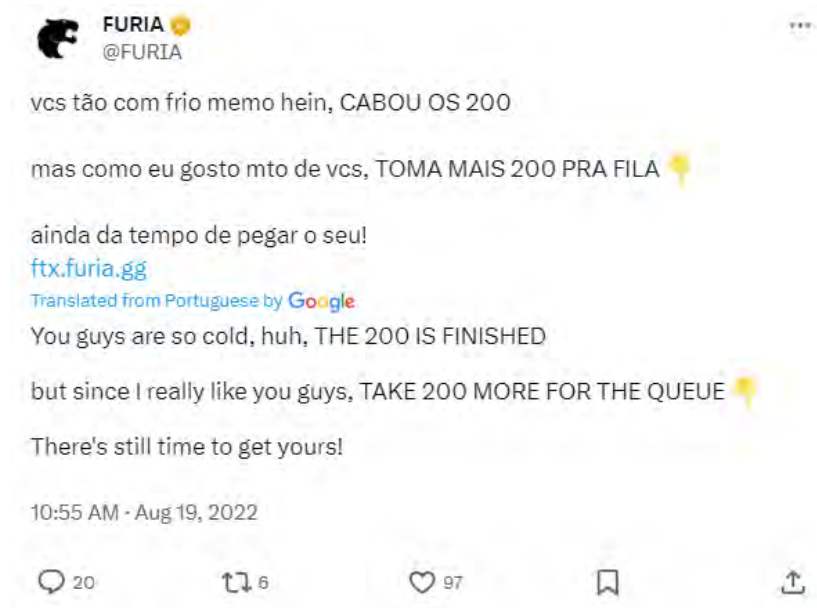 FURIA
@FURIA
vcs tão com frio memo hein, CABOU OS 200
mas como eu gosto mto de vcs, TOMA MAIS 200 PRA FILA 👇
ainda da tempo de pegar o seu!
ftx.furia.gg
Translated from Portuguese by Google
You guys are so cold, huh, THE 200 IS FINISHED
but since I really like you guys, TAKE 200 MORE FOR THE QUEUE 👇
There's still time to get yours!
10:55 AM · Aug 19, 2022
20 6 97